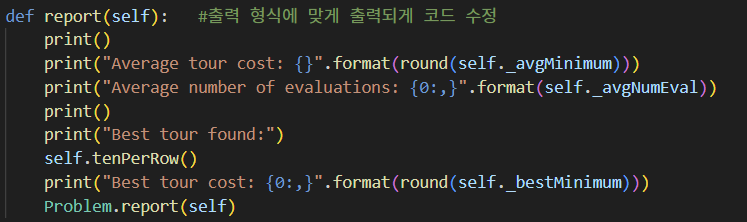 def report(self):   #출력 형식에 맞게 출력되게 코드 수정
    print()
    print("Average tour cost: {}".format(round(self._avgMinimum)))
    print("Average number of evaluations: {0:,}".format(self._avgNumEval))
    print()
    print("Best tour found:")
    self.tenPerRow()
    print("Best tour cost: {0:,}".format(round(self._bestMinimum)))
    Problem.report(self)